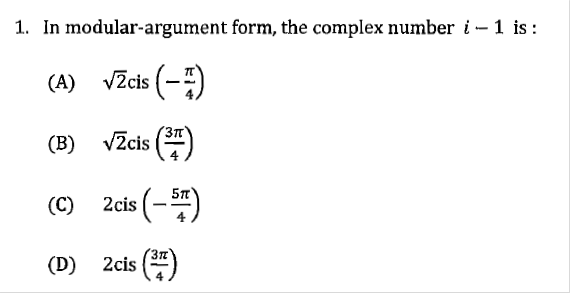 1. In modular-argument form, the complex number i − 1 is :
(A) √2cis (−π/4)
(B) √2cis (3π/4)
(C) 2cis (−5π/4)
(D) 2cis (3π/4)